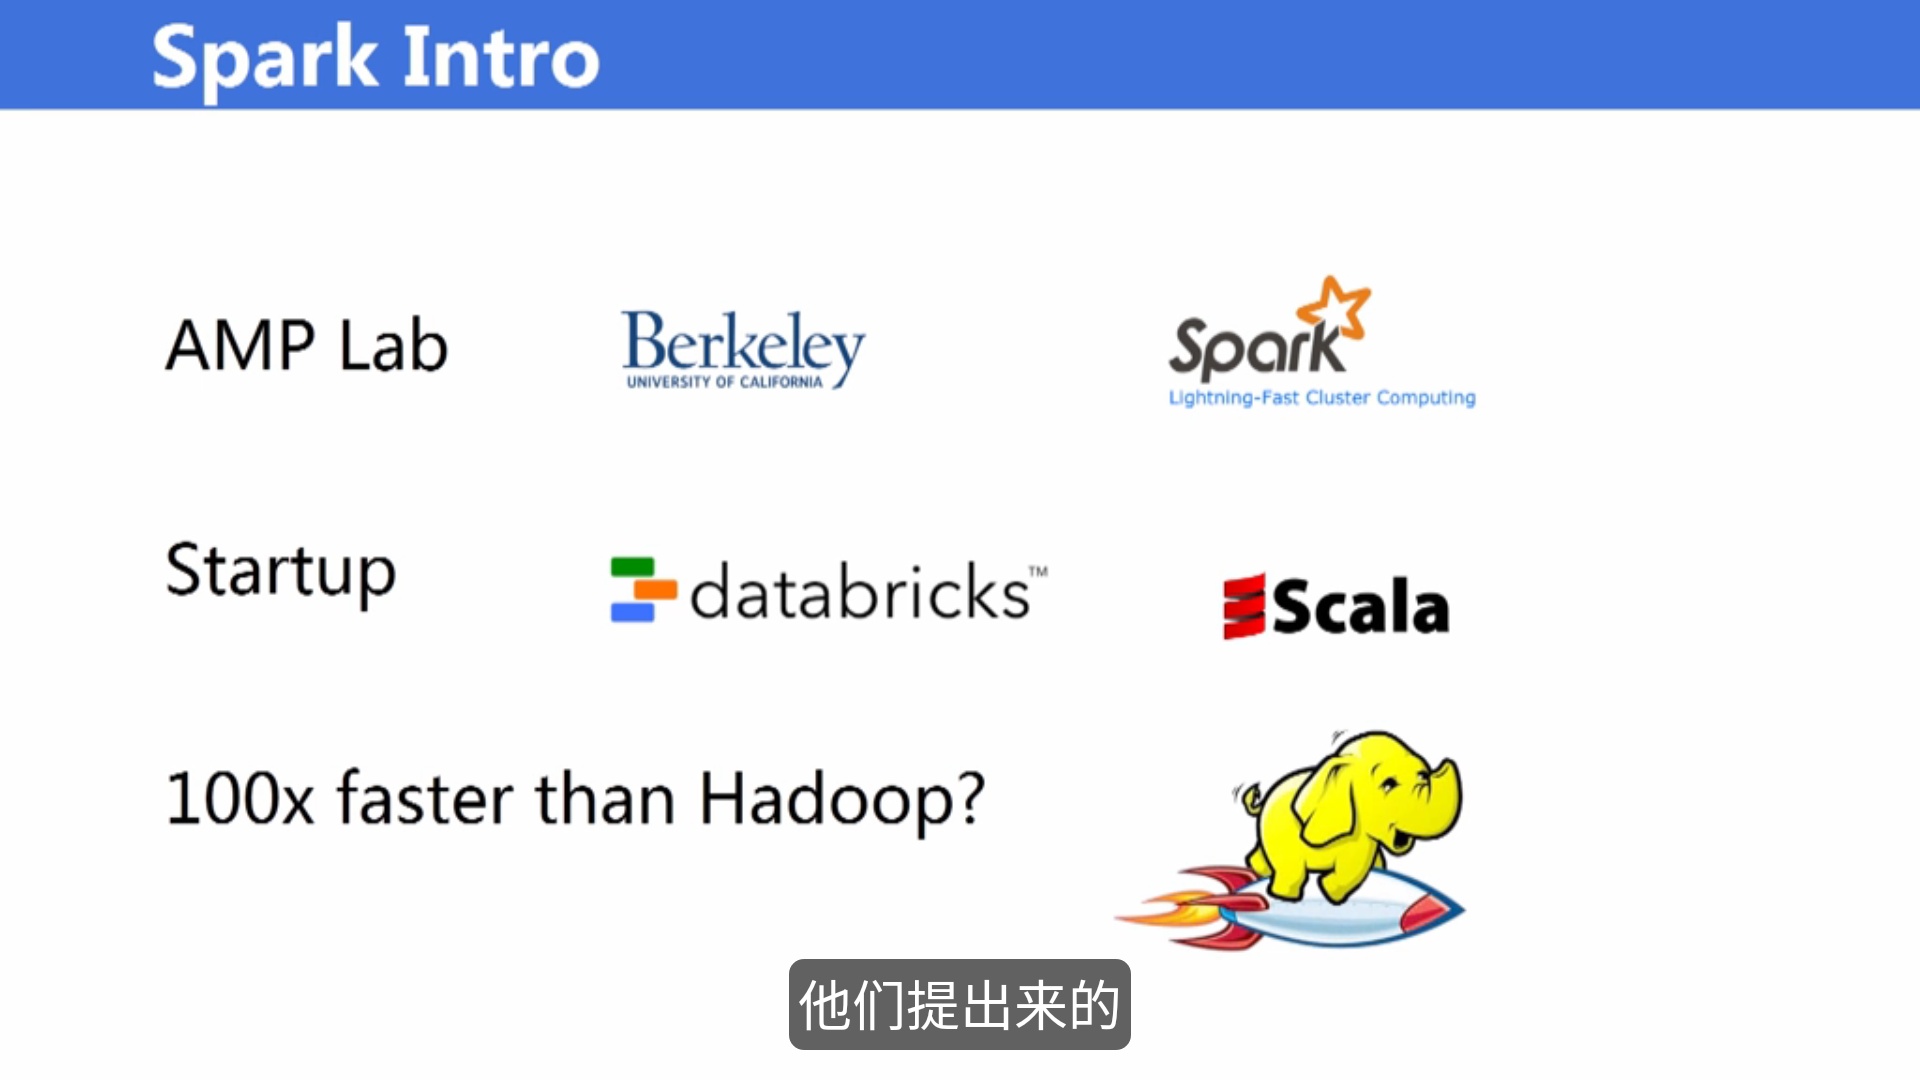 Spark Intro
AMP Lab
Berkeley
UNIVERSITY OF CALIFORNIA
Spark
Lightning-Fast Cluster Computing
Startup
databricks™
Scala
100x faster than Hadoop?
他们提出来的